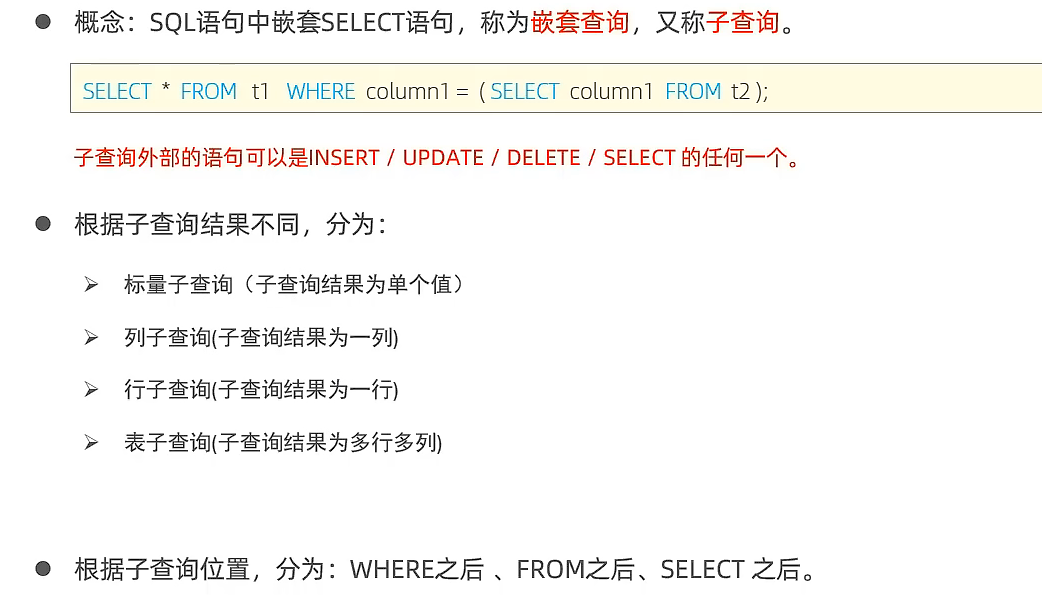 概念：SQL语句中嵌套SELECT语句，称为嵌套查询，又称子查询。
SELECT * FROM t1 WHERE column1 = ( SELECT column1 FROM t2 );
子查询外部的语句可以是INSERT / UPDATE / DELETE / SELECT 的任何一个。
根据子查询结果不同，分为：
标量子查询（子查询结果为单个值）
列子查询(子查询结果为一列)
行子查询(子查询结果为一行)
表子查询(子查询结果为多行多列)
根据子查询位置，分为：WHERE之后 、FROM之后、SELECT 之后。